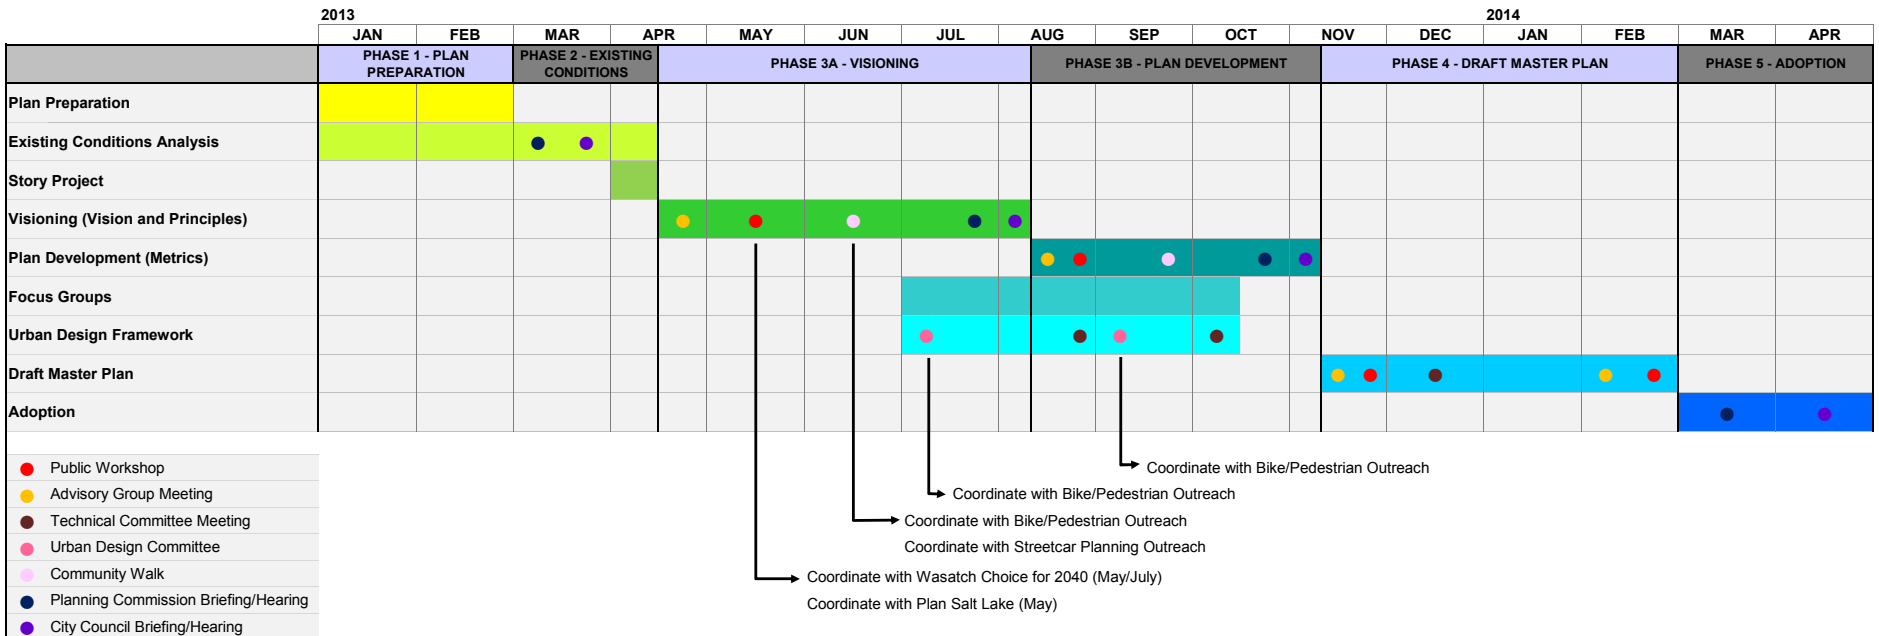 2013
2014
JAN FEB MAR APR MAY JUN JUL AUG SEP OCT NOV DEC JAN FEB MAR APR
PHASE 1 - PLAN
PREPARATION
PHASE 2 - EXISTING
CONDITIONS
PHASE 3A - VISIONING
PHASE 3B - PLAN DEVELOPMENT
PHASE 4 - DRAFT MASTER PLAN
PHASE 5 - ADOPTION
Plan Preparation
Existing Conditions Analysis
Story Project
Visioning (Vision and Principles)
Plan Development (Metrics)
Focus Groups
Urban Design Framework
Draft Master Plan
Adoption
Public Workshop
Advisory Group Meeting
Technical Committee Meeting
Urban Design Committee
Community Walk
Planning Commission Briefing/Hearing
City Council Briefing/Hearing
Coordinate with Bike/Pedestrian Outreach
Coordinate with Bike/Pedestrian Outreach
Coordinate with Bike/Pedestrian Outreach
Coordinate with Streetcar Planning Outreach
Coordinate with Wasatch Choice for 2040 (May/July)
Coordinate with Plan Salt Lake (May)